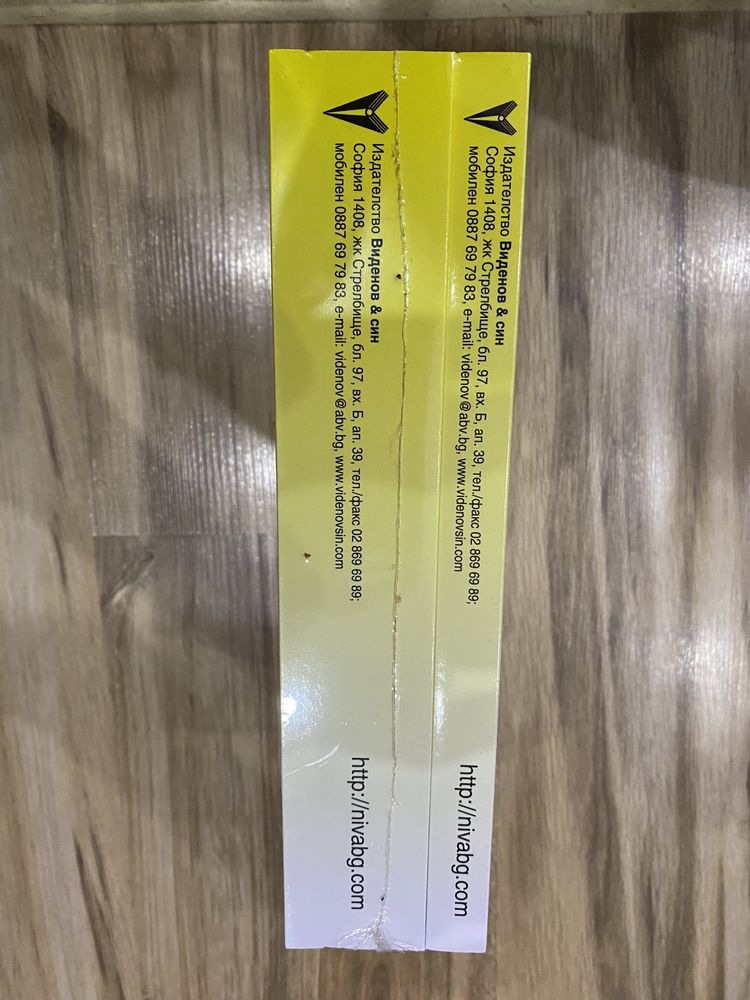 Издателство Виденов & син
София 1408, жк Стрелбище, бл. 97, вх. Б, ап. 39, тел./факс 02 869 69 89;
мобилен 0887 69 79 83, e-mail: videnov@abv.bg, www.videnovsin.com
http://nivabg.com
Издателство Виденов & син
София 1408, жк Стрелбище, бл. 97, вх. Б, ап. 39, тел./факс 02 869 69 89;
мобилен 0887 69 79 83, e-mail: videnov@abv.bg, www.videnovsin.com
http://nivabg.com